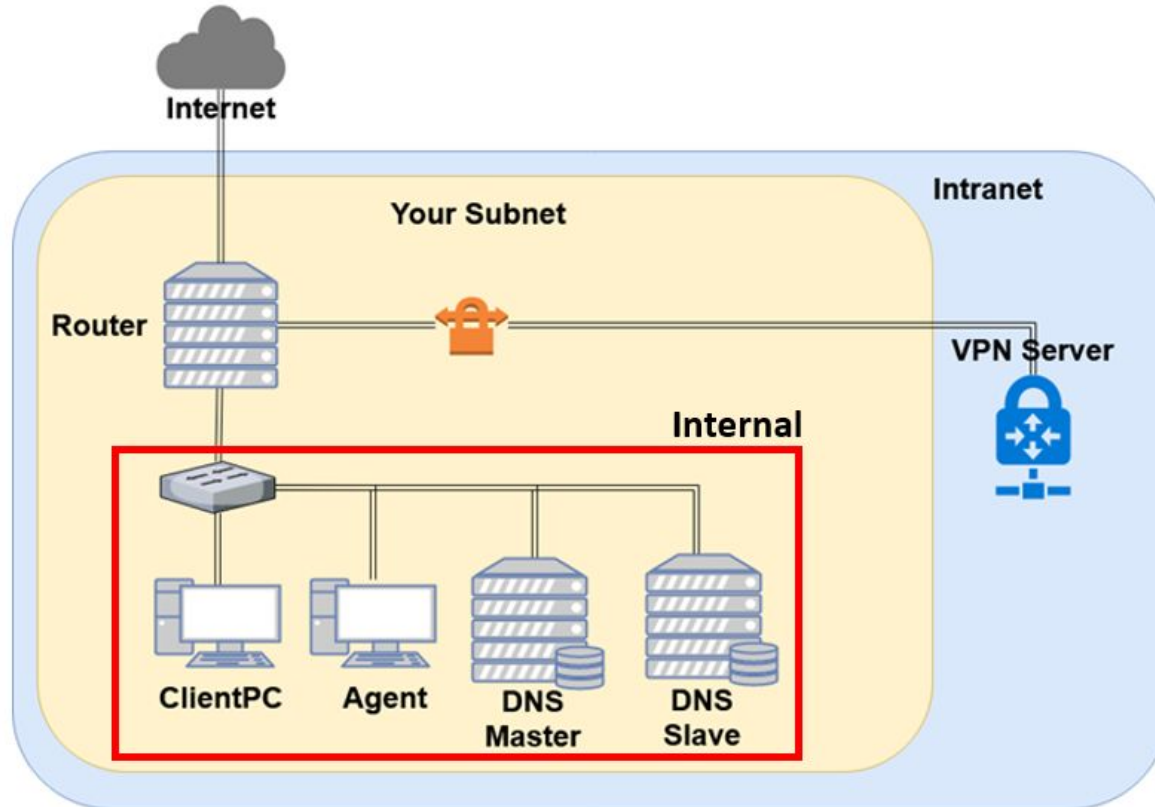 Internet
Intranet
Your Subnet
Router
VPN Server
Internal
ClientPC
Agent
DNS
Master
DNS
Slave